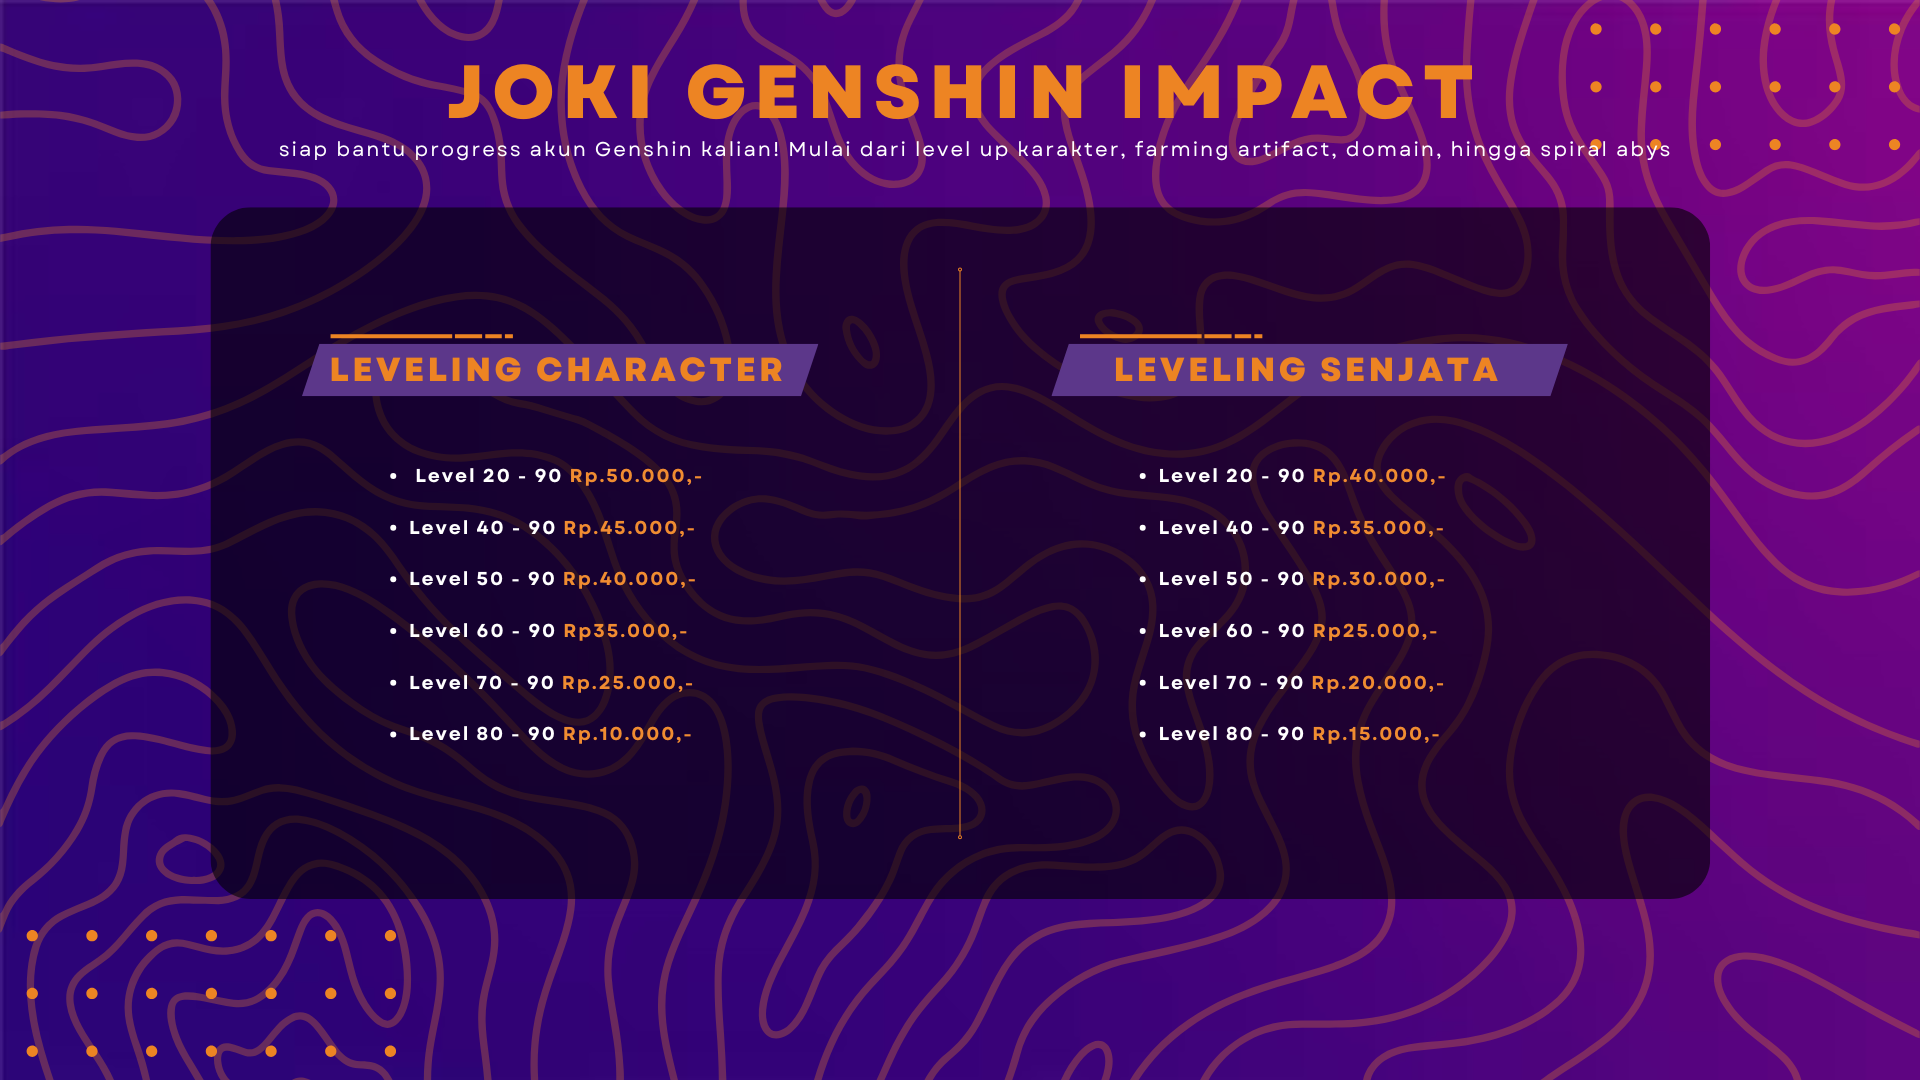 JOKI GENSHIN IMPACT
siap bantu progress akun Genshin kalian! Mulai dari level up karakter, farming artifact, domain, hingga spiral abys
LEVELING CHARACTER
• Level 20 - 90 Rp.50.000,-
• Level 40 - 90 Rp.45.000,-
• Level 50 - 90 Rp.40.000,-
• Level 60 - 90 Rp35.000,-
• Level 70 - 90 Rp.25.000,-
• Level 80 - 90 Rp.10.000,-
LEVELING SENJATA
• Level 20 - 90 Rp.40.000,-
• Level 40 - 90 Rp.35.000,-
• Level 50 - 90 Rp.30.000,-
• Level 60 - 90 Rp25.000,-
• Level 70 - 90 Rp.20.000,-
• Level 80 - 90 Rp.15.000,-